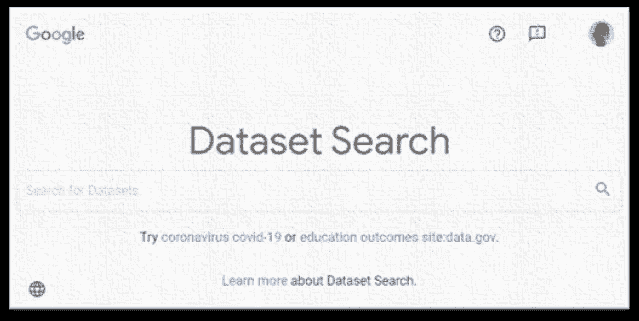 Google
Dataset Search
Search for Datasets
Try coronavirus covid-19 or education outcomes site:data.gov.
Learn more about Dataset Search.